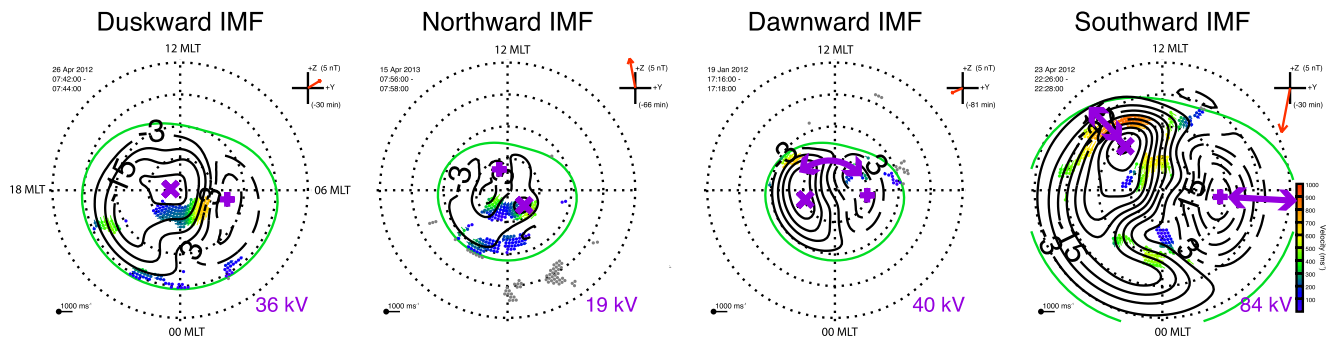 Duskward IMF
12 MLT
26 Apr 2012
07:42:00 -
07:44:00
+Z (5 nT)
+Y
(-30 min)
18 MLT
06 MLT
-3
-15
3
-3
1000 ms⁻
36 kV
Northward IMF
12 MLT
15 Apr 2013
07:56:00 -
07:58:00
+Z (5 nT)
+Y
(-66 min)
1000 ms⁻
19 kV
Dawnward IMF
12 MLT
19 Jan 2012
17:16:00 -
17:18:00
+Z (5 nT)
+Y
(-81 min)
3
1000 ms⁻
00 MLT
40 kV
Southward IMF
12 MLT
23 Apr 2012
22:26:00 -
22:28:00
+Z (5 nT)
+Y
(-30 min)
15
3
-3
-15
1000 ms⁻
00 MLT
84 kV
1000
900
800
700
600
500
400
300
200
100
Velocity (ms⁻¹)
00 MLT